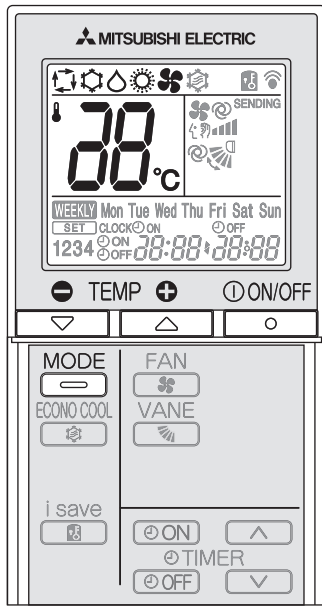 MITSUBISHI ELECTRIC
SENDING
88°C
WEEKLY Mon Tue Wed Thu Fri Sat Sun
SET CLOCK ON OFF
1234 ON 88:88 88:88
OFF
TEMP ON/OFF
MODE FAN
ECONO COOL VANE
i save
ON
TIMER
OFF